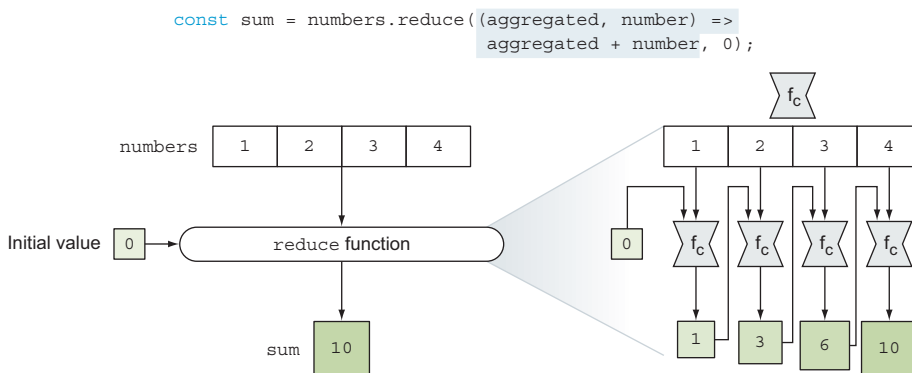 const sum = numbers.reduce((aggregated, number) =>
aggregated + number, 0);
fc
numbers 1 2 3 4
1 2 3 4
Initial value 0
reduce function
0 fc fc fc fc
sum 10
1 3 6 10